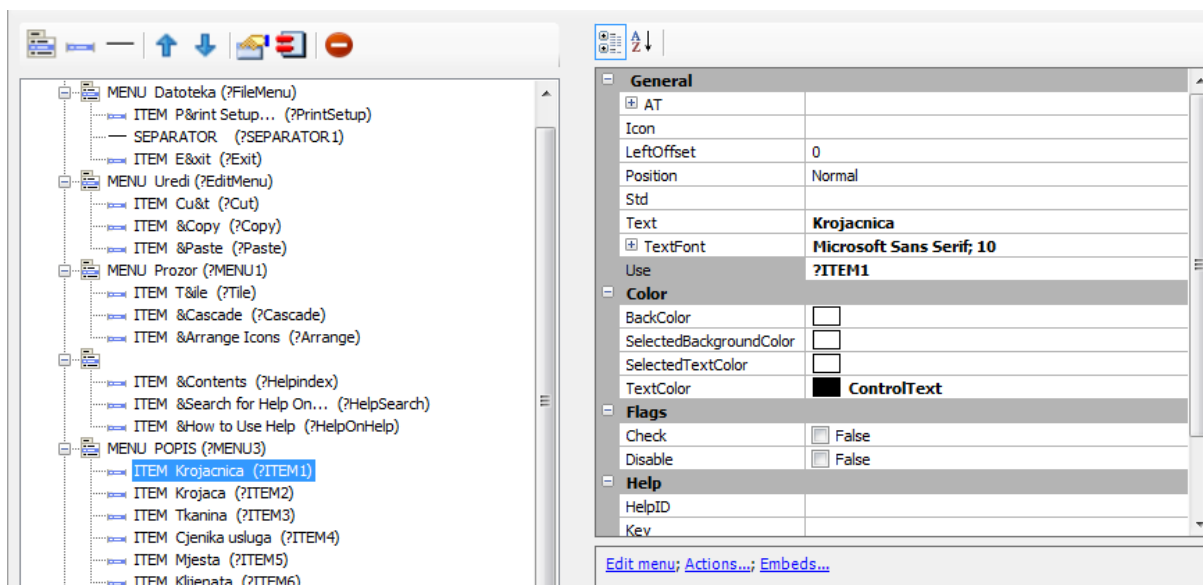 MENU Datoteka (?FileMenu)
ITEM P&rint Setup... (?PrintSetup)
SEPARATOR (?SEPARATOR1)
ITEM E&xit (?Exit)
MENU Uredi (?EditMenu)
ITEM Cu&t (?Cut)
ITEM &Copy (?Copy)
ITEM &Paste (?Paste)
MENU Prozor (?MENU1)
ITEM T&ile (?Tile)
ITEM &Cascade (?Cascade)
ITEM &Arrange Icons (?Arrange)
ITEM &Contents (?Helpindex)
ITEM &Search for Help On... (?HelpSearch)
ITEM &How to Use Help (?HelpOnHelp)
MENU POPIS (?MENU3)
ITEM Krojacnica (?ITEM1)
ITEM Krojaca (?ITEM2)
ITEM Tkanina (?ITEM3)
ITEM Cjenika usluga (?ITEM4)
ITEM Mjesta (?ITEM5)
ITEM Klijenata (?ITEM6)
General
AT
Icon
LeftOffset 0
Position Normal
Std
Text Krojacnica
TextFont Microsoft Sans Serif; 10
Use ?ITEM1
Color
BackColor
SelectedBackgroundColor
SelectedTextColor
TextColor ControlText
Flags
Check False
Disable False
Help
HelpID
Key
Edit menu; Actions...; Embeds...